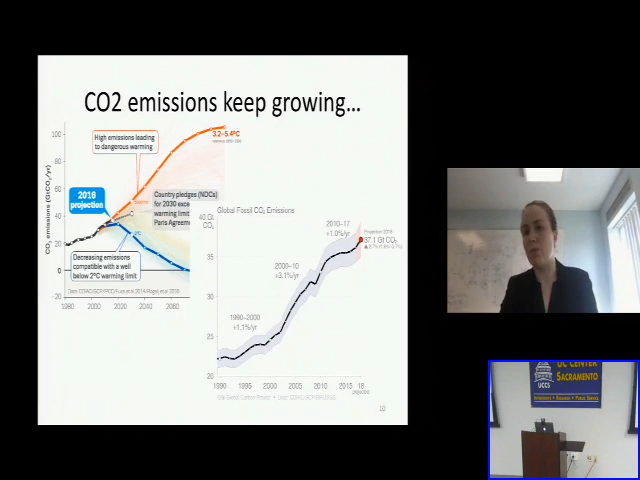 CO2 emissions keep growing...
CO2 emissions (GtCO2/yr)
100
80
60
40
20
0
-20
1980
2000
2020
2040
2060
High emissions leading
to dangerous warming
3.2–5.4°C
2016
projection
Country pledges (NDCs)
for 2030
warming limit
Paris Agreem
Decreasing emissions
compatible with a well
below 2°C warming limit
Global Fossil CO2 Emissions
40 Gt
CO2
35
30
25
20
1990–2000
+1.1%/yr
2000–10
+3.1%/yr
2010–17
+1.0%/yr
Projection 2018
37.1 Gt CO2
1990
1995
2000
2005
2010
2015
18
projected
10
UC CENTER
SACRAMENTO
UCCS